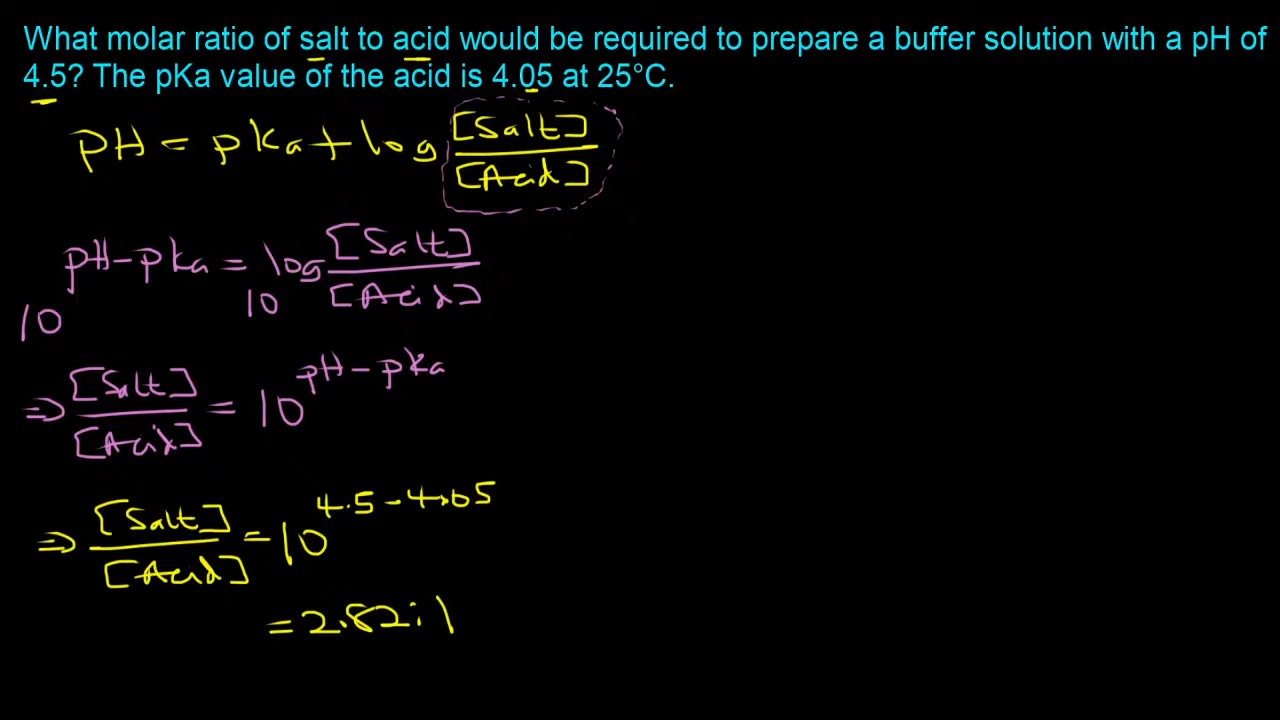 What molar ratio of salt to acid would be required to prepare a buffer solution with a pH of
4.5? The pKa value of the acid is 4.05 at 25°C.
pH = pKa + log [Salt]/[Acid]
10^pH-pKa = 10^log [Salt]/[Acid]
⇒ [Salt]/[Acid] = 10^pH-pKa
⇒ [Salt]/[Acid] = 10^4.5-4.05
= 2.82:1